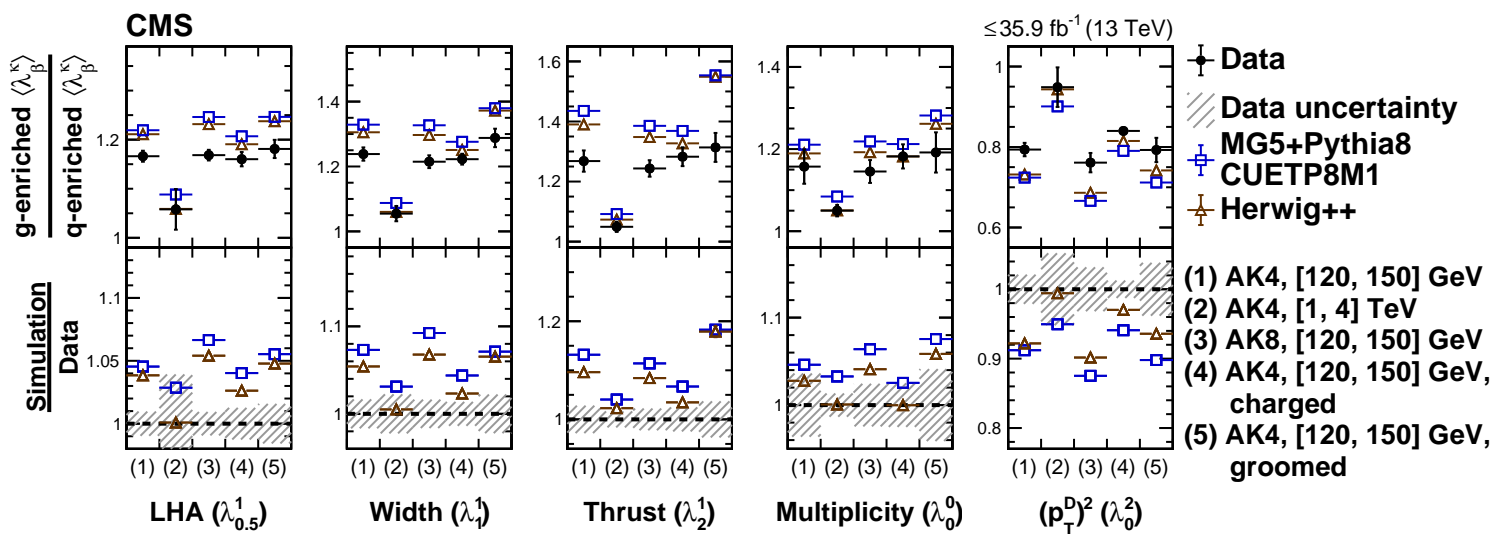 CMS
≤35.9 fb⁻¹ (13 TeV)
g-enriched ⟨λ_β^κ⟩
q-enriched ⟨λ_β^κ⟩
1.2
1
1.4
1.2
1
1.6
1.4
1.2
1
1.4
1.2
1
1
0.8
0.6
Data
Data uncertainty
MG5+Pythia8
CUETP8M1
Herwig++
Simulation
Data
1.1
1.05
1
1.1
1
1.2
1
1.1
1
1
0.9
0.8
(1) AK4, [120, 150] GeV
(2) AK4, [1, 4] TeV
(3) AK8, [120, 150] GeV
(4) AK4, [120, 150] GeV,
charged
(5) AK4, [120, 150] GeV,
groomed
(1) (2) (3) (4) (5)
(1) (2) (3) (4) (5)
(1) (2) (3) (4) (5)
(1) (2) (3) (4) (5)
(1) (2) (3) (4) (5)
LHA (λ_{0.5}^1)
Width (λ_1^1)
Thrust (λ_2^1)
Multiplicity (λ_0^0)
(p_T^D)² (λ_0^2)